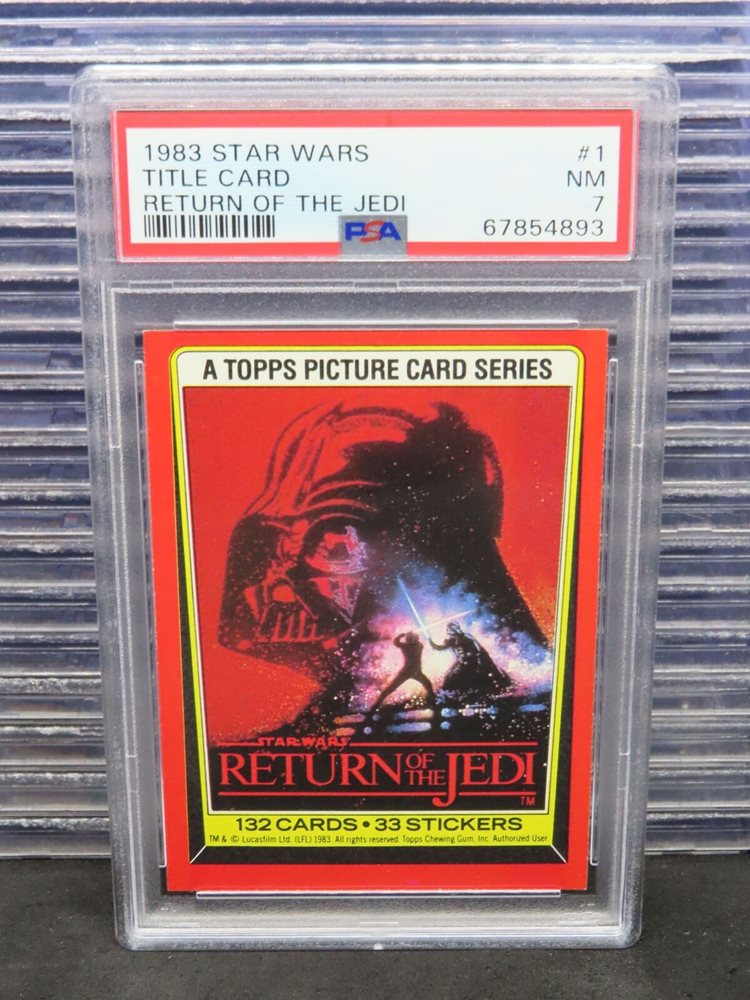 1983 STAR WARS #1
TITLE CARD NM
RETURN OF THE JEDI 7
PSA 67854893
A TOPPS PICTURE CARD SERIES
STAR WARS
RETURN OF THE JEDI
TM
132 CARDS • 33 STICKERS
TM & © Lucasfilm Ltd. (LFL) 1983. All rights reserved. Topps Chewing Gum, Inc. Authorized User.